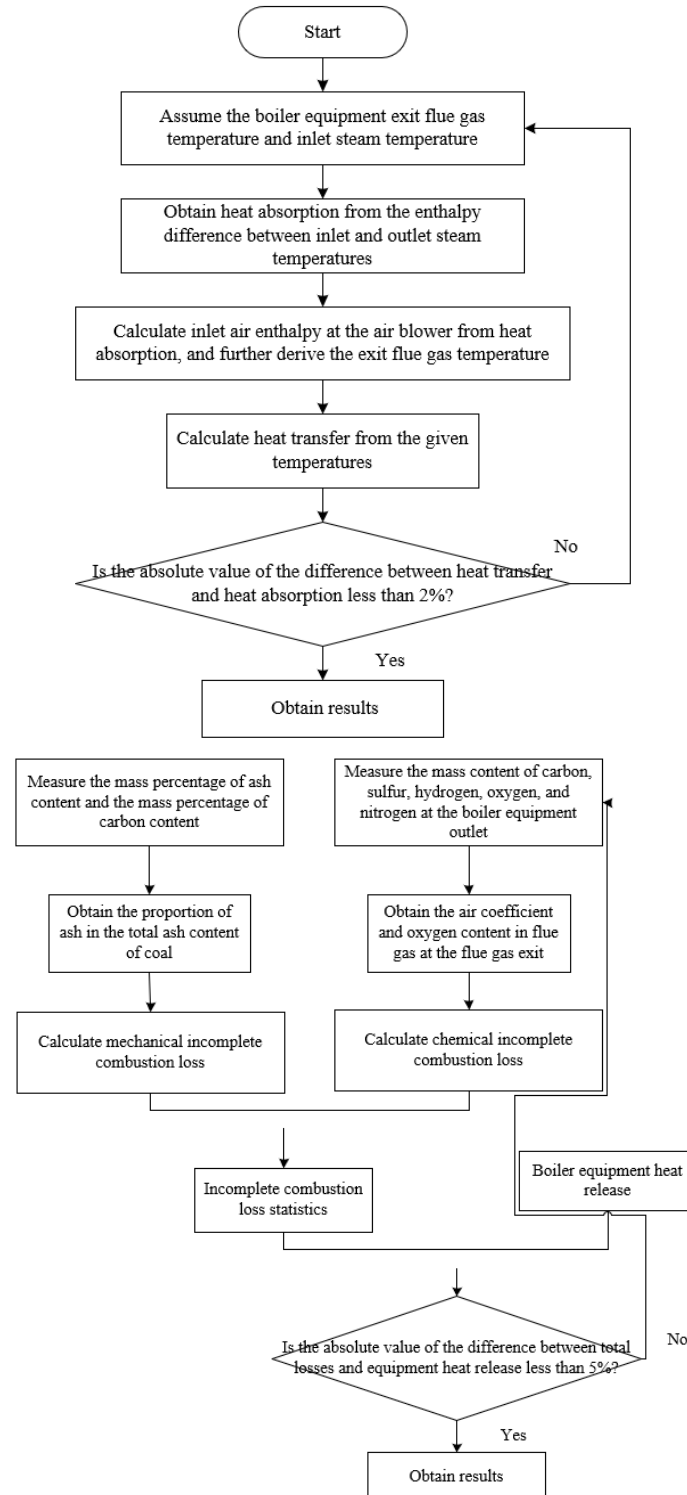 Start
Assume the boiler equipment exit flue gas
temperature and inlet steam temperature
Obtain heat absorption from the enthalpy
difference between inlet and outlet steam
temperatures
Calculate inlet air enthalpy at the air blower from heat
absorption, and further derive the exit flue gas temperature
Calculate heat transfer from the given
temperatures
No
Is the absolute value of the difference between heat transfer
and heat absorption less than 2%?
Yes
Obtain results
Measure the mass percentage of ash
content and the mass percentage of
carbon content
Measure the mass content of carbon,
sulfur, hydrogen, oxygen, and
nitrogen at the boiler equipment
outlet
Obtain the proportion of
ash in the total ash content
of coal
Obtain the air coefficient
and oxygen content in flue
gas at the flue gas exit
Calculate mechanical incomplete
combustion loss
Calculate chemical incomplete
combustion loss
Incomplete combustion
loss statistics
Boiler equipment heat
release
Is the absolute value of the difference between total
losses and equipment heat release less than 5%?
No
Yes
Obtain results